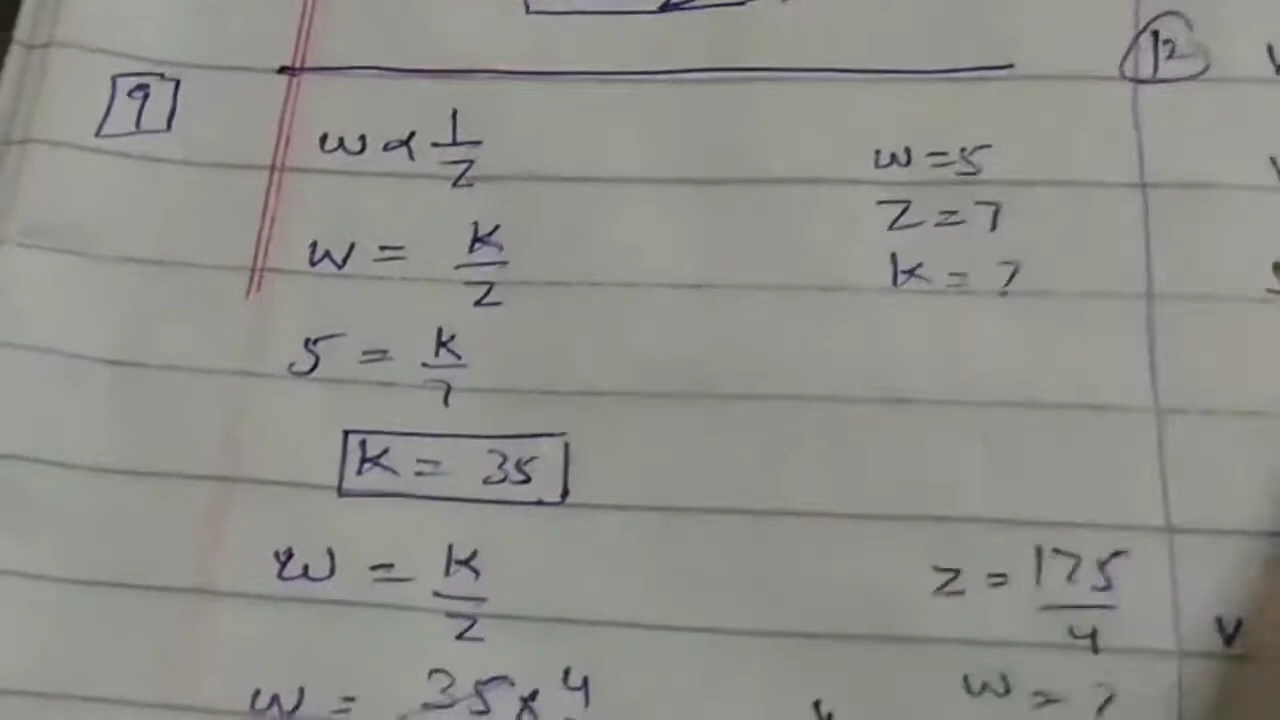 9
w ∝ 1/z
w = k/z
5 = k/7
K = 35
w = k/z
w = 35 × 4
w = 5
z = 7
k = ?
z = 175/4
w = ?
12